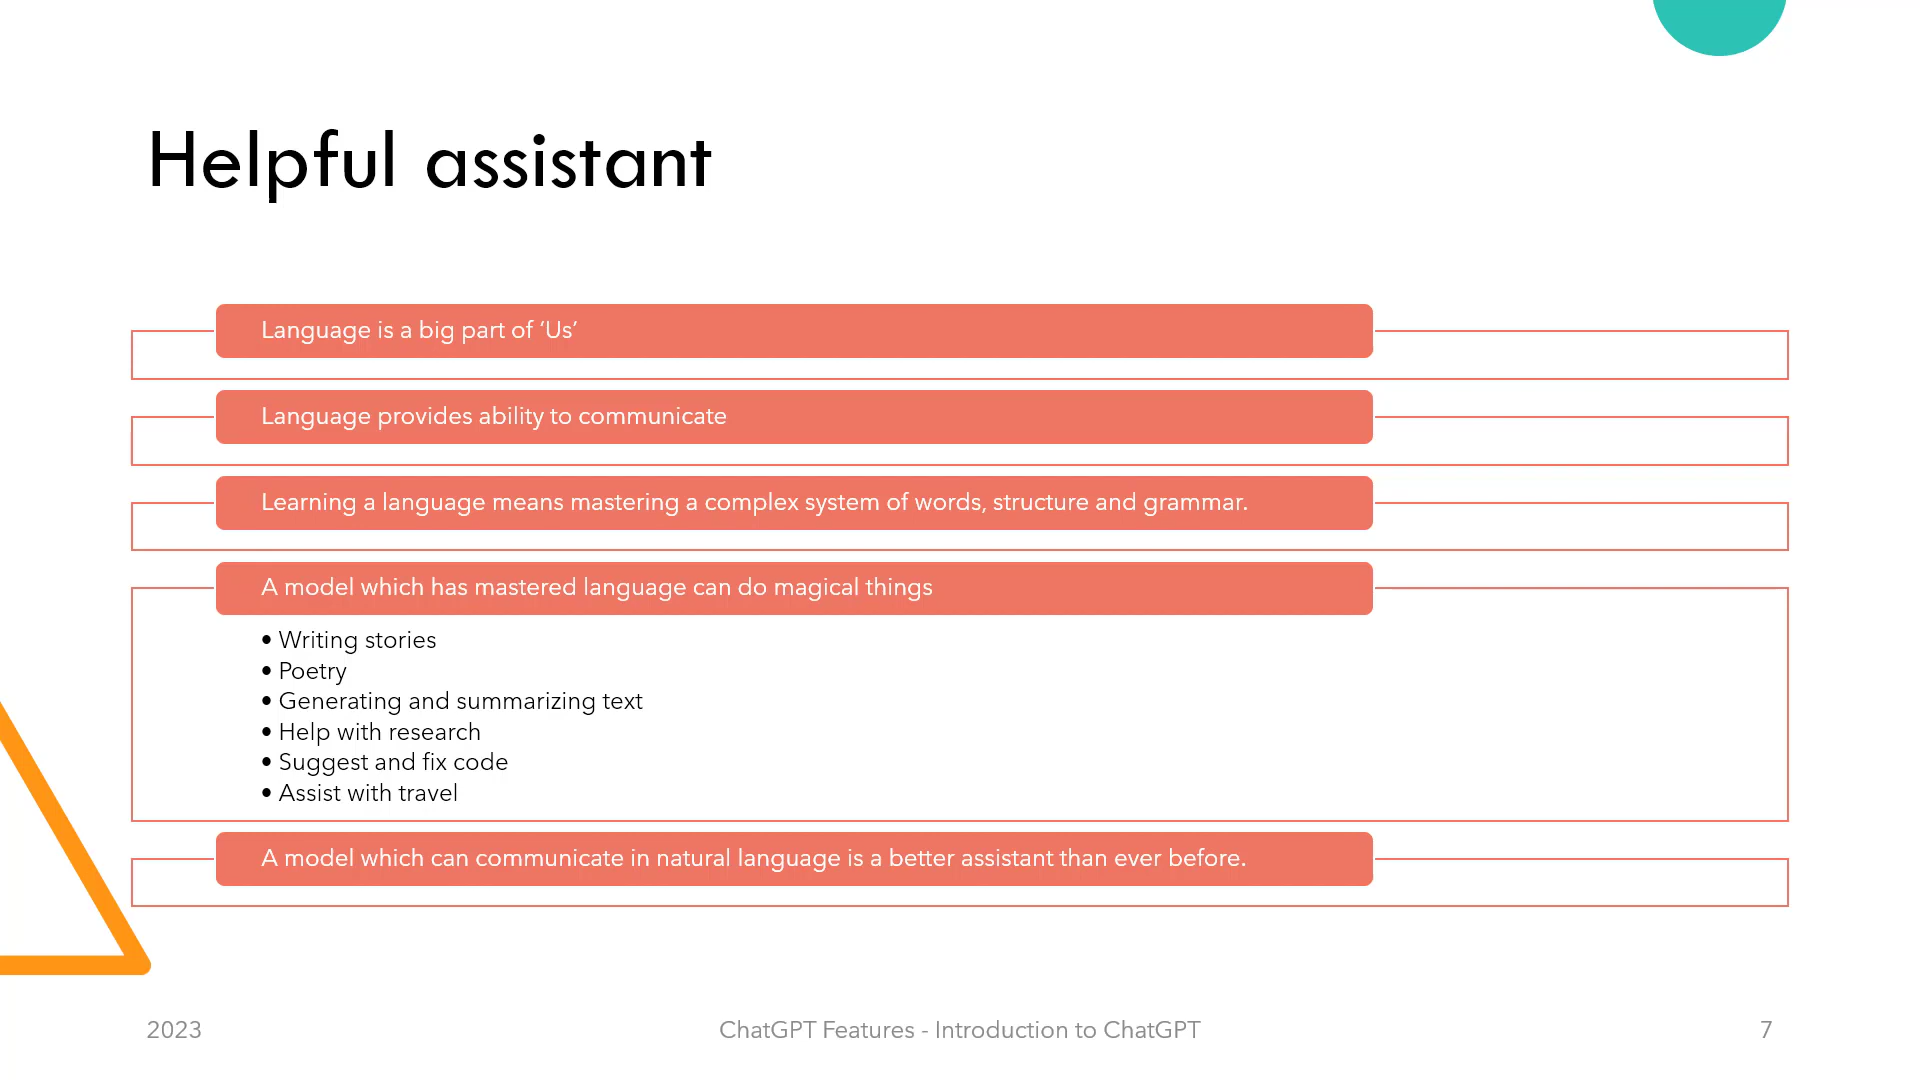 Helpful assistant
Language is a big part of ‘Us’
Language provides ability to communicate
Learning a language means mastering a complex system of words, structure and grammar.
A model which has mastered language can do magical things
• Writing stories
• Poetry
• Generating and summarizing text
• Help with research
• Suggest and fix code
• Assist with travel
A model which can communicate in natural language is a better assistant than ever before.
2023
ChatGPT Features - Introduction to ChatGPT
7